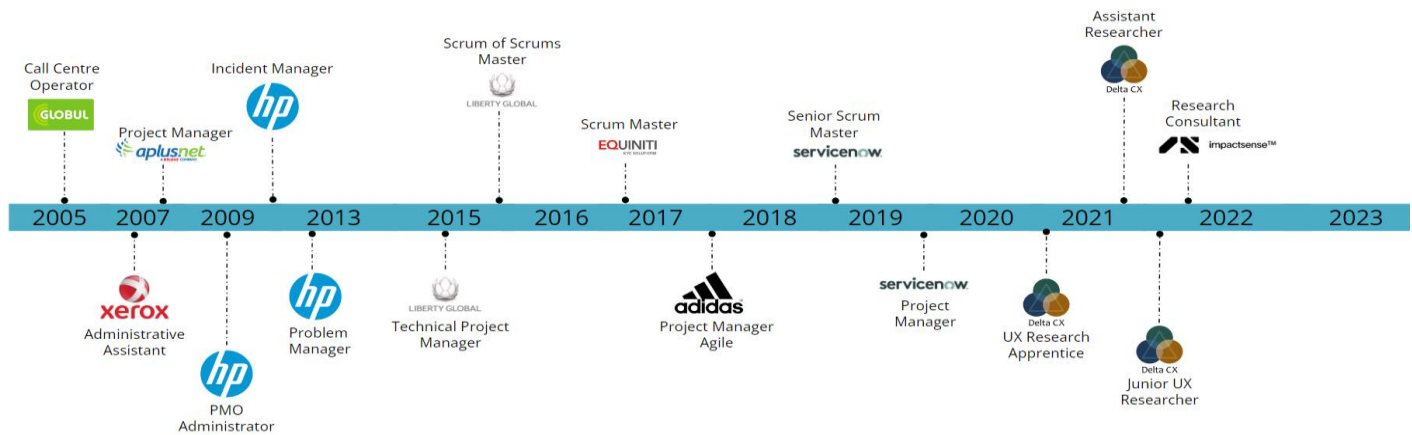 Assistant
Researcher
Delta CX
Scrum of Scrums
Master
LIBERTY GLOBAL
Call Centre
Operator
GLOBUL
Incident Manager
hp
Research
Consultant
impactsense™
Project Manager
aplusnet
Scrum Master
EQUINITI
Senior Scrum
Master
servicenow
2005 2007 2009 2013 2015 2016 2017 2018 2019 2020 2021 2022 2023
xerox
Administrative
Assistant
hp
PMO
Administrator
hp
Problem
Manager
LIBERTY GLOBAL
Technical Project
Manager
adidas
Project Manager
Agile
servicenow
Project
Manager
Delta CX
UX Research
Apprentice
Delta CX
Junior UX
Researcher